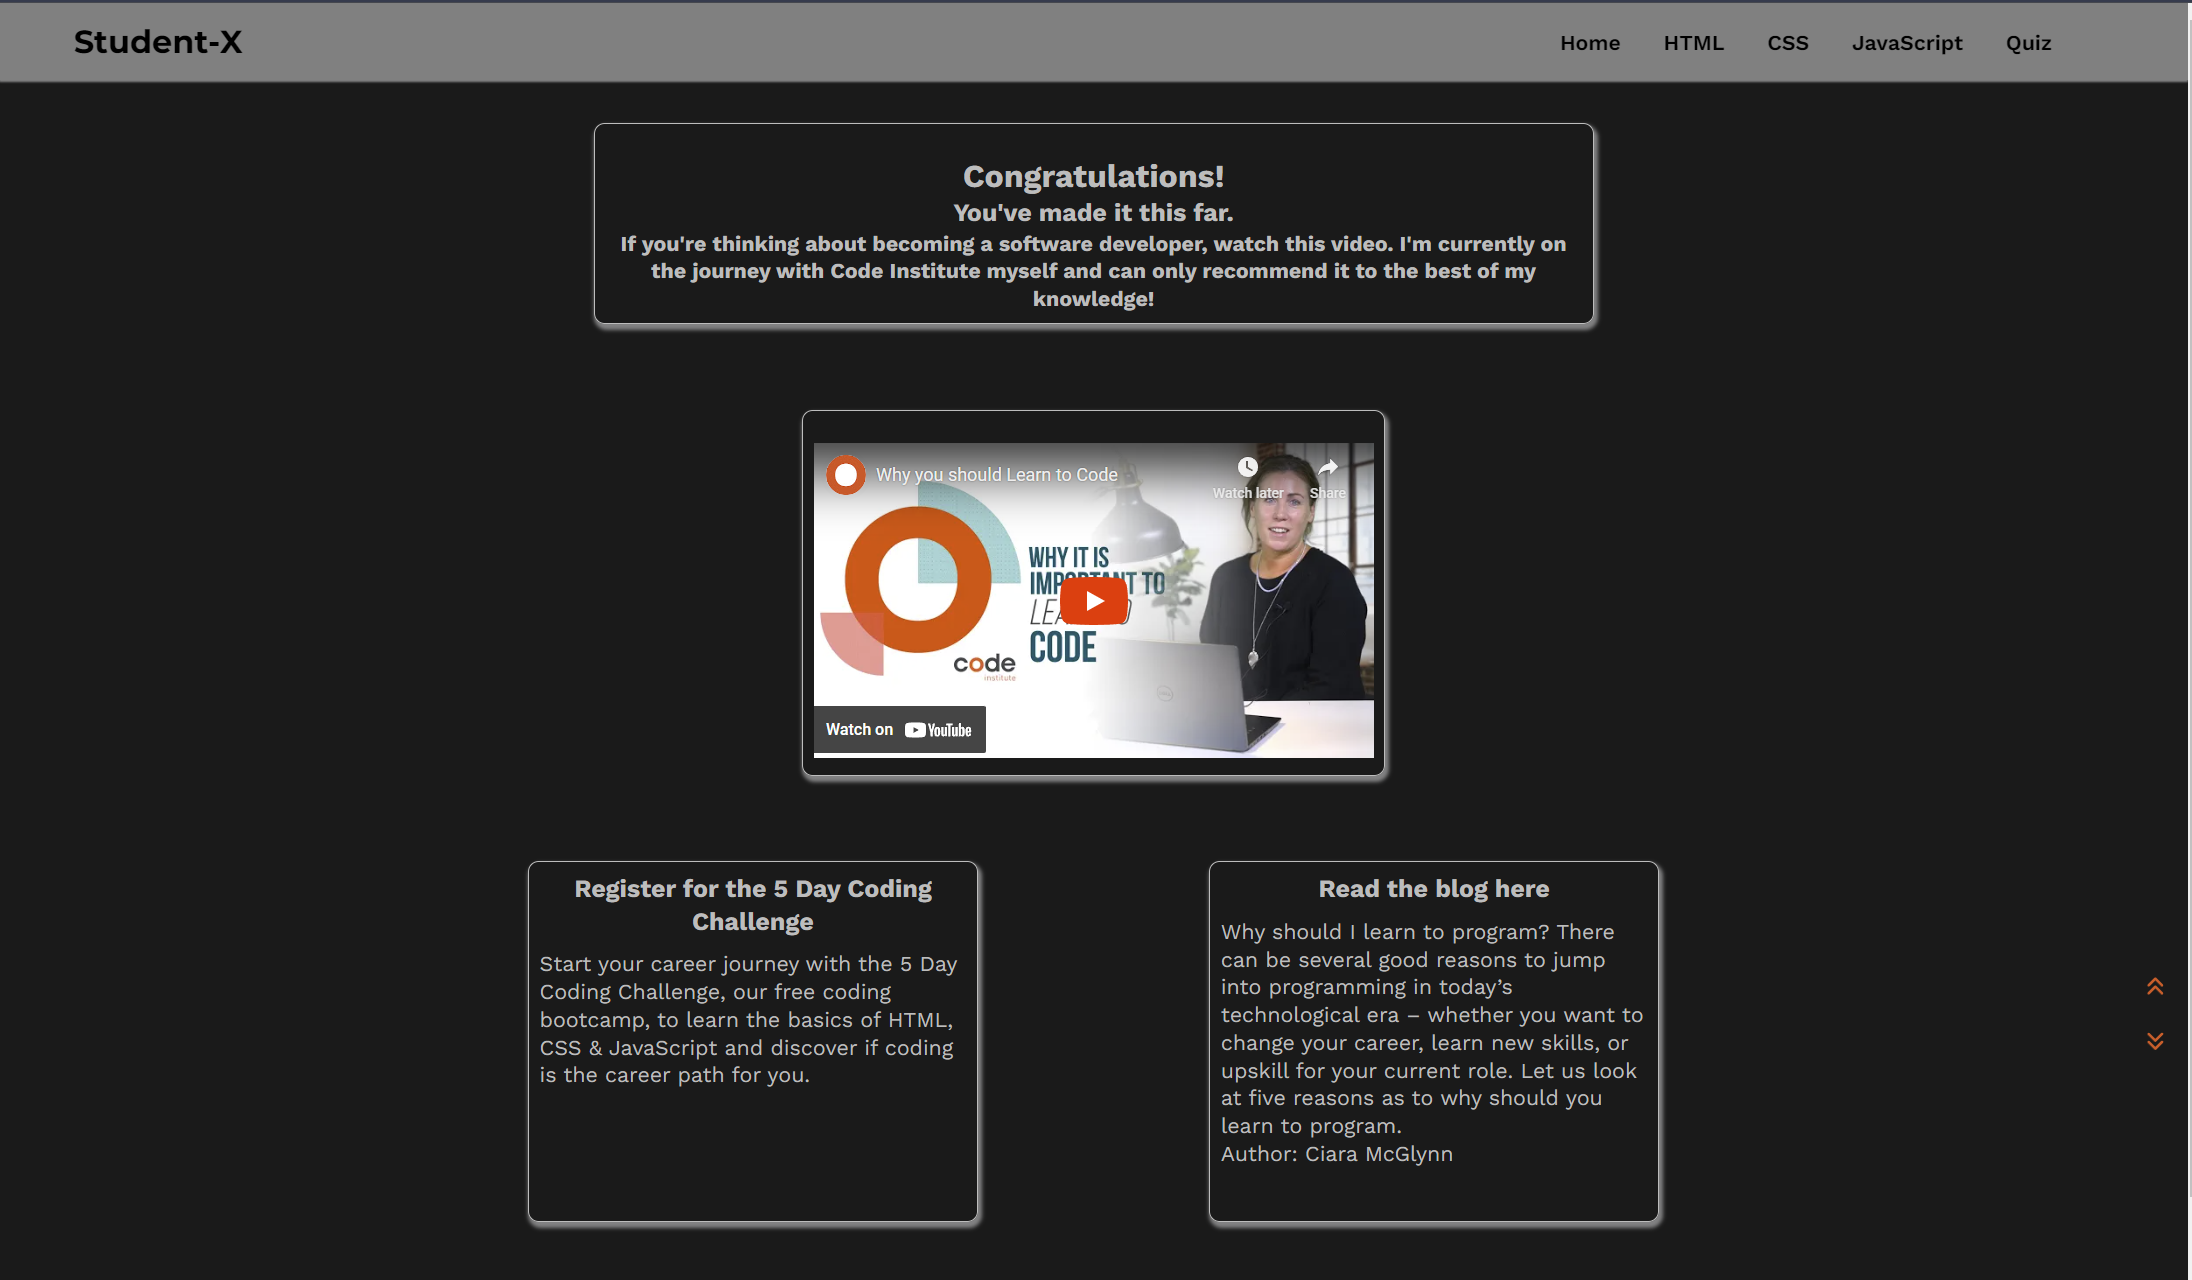 Student-X
Home HTML CSS JavaScript Quiz
Congratulations!
You've made it this far.
If you're thinking about becoming a software developer, watch this video. I'm currently on
the journey with Code Institute myself and can only recommend it to the best of my
knowledge!
Why you should Learn to Code
Watch later Share
WHY IT IS
TO
CODE
code
institute
Watch on YouTube
Register for the 5 Day Coding
Challenge
Start your career journey with the 5 Day
Coding Challenge, our free coding
bootcamp, to learn the basics of HTML,
CSS & JavaScript and discover if coding
is the career path for you.
Read the blog here
Why should I learn to program? There
can be several good reasons to jump
into programming in today’s
technological era – whether you want to
change your career, learn new skills, or
upskill for your current role. Let us look
at five reasons as to why should you
learn to program.
Author: Ciara McGlynn